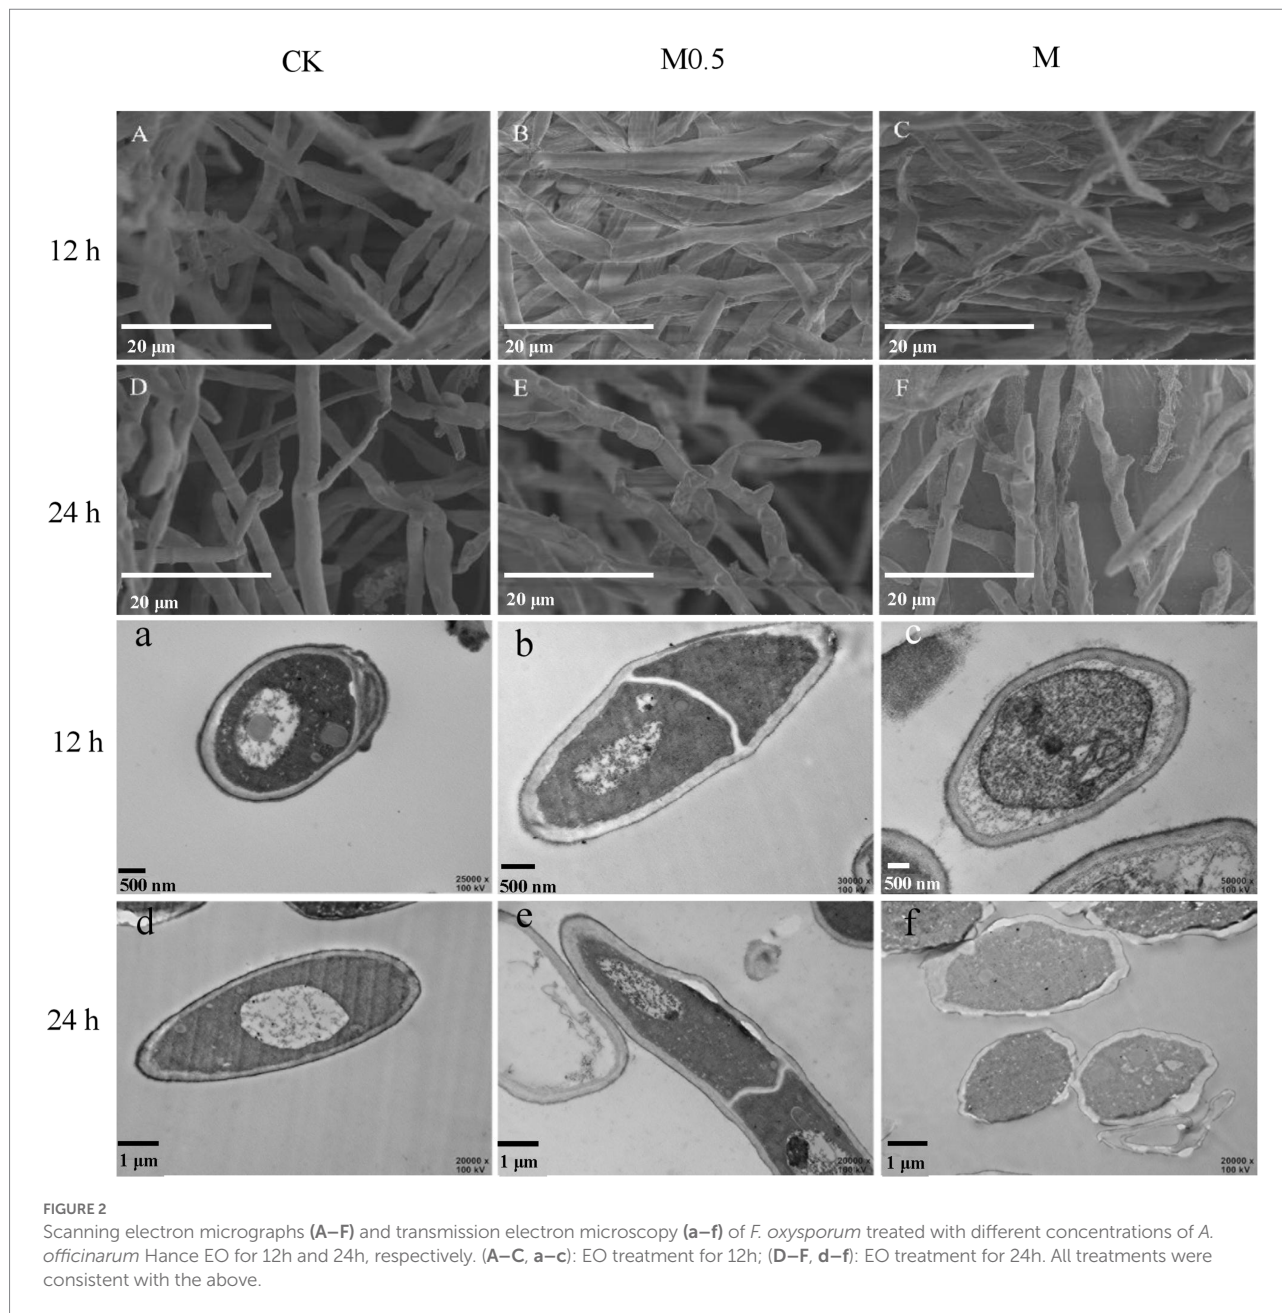 CK M0.5 M
A B C
12 h
20 µm 20 µm 20 µm
D E F
24 h
20 µm 20 µm 20 µm
a b c
12 h
500 nm 25000 x 100 kV 500 nm 30000 x 100 kV 500 nm 50000 x 100 kV
d e f
24 h
1 µm 20000 x 100 kV 1 µm 20000 x 100 kV 1 µm 20000 x 100 kV
FIGURE 2
Scanning electron micrographs (A–F) and transmission electron microscopy (a–f) of F. oxysporum treated with different concentrations of A.
officinarum Hance EO for 12h and 24h, respectively. (A–C, a–c): EO treatment for 12h; (D–F, d–f): EO treatment for 24h. All treatments were
consistent with the above.